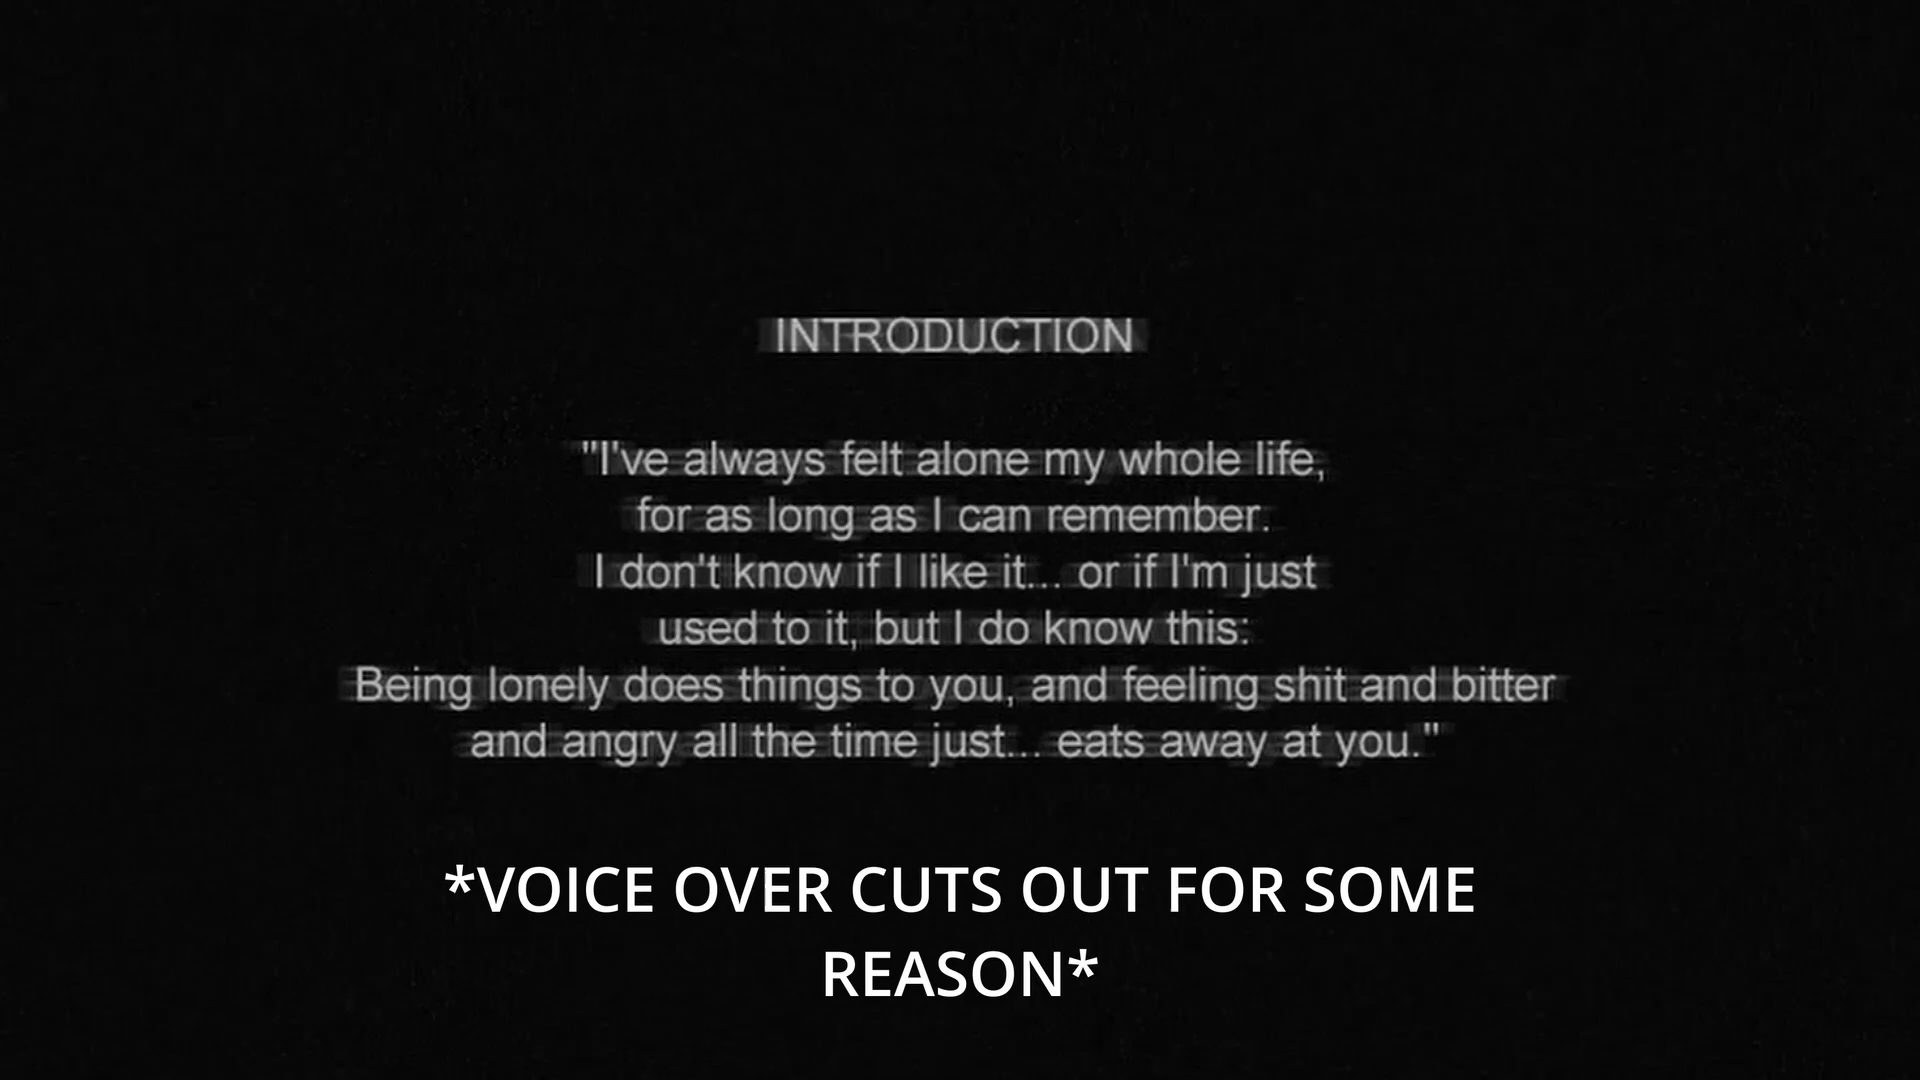 INTRODUCTION
"I've always felt alone my whole life,
for as long as I can remember.
I don't know if I like it... or if I'm just
used to it, but I do know this:
Being lonely does things to you, and feeling shit and bitter
and angry all the time just... eats away at you."
*VOICE OVER CUTS OUT FOR SOME
REASON*